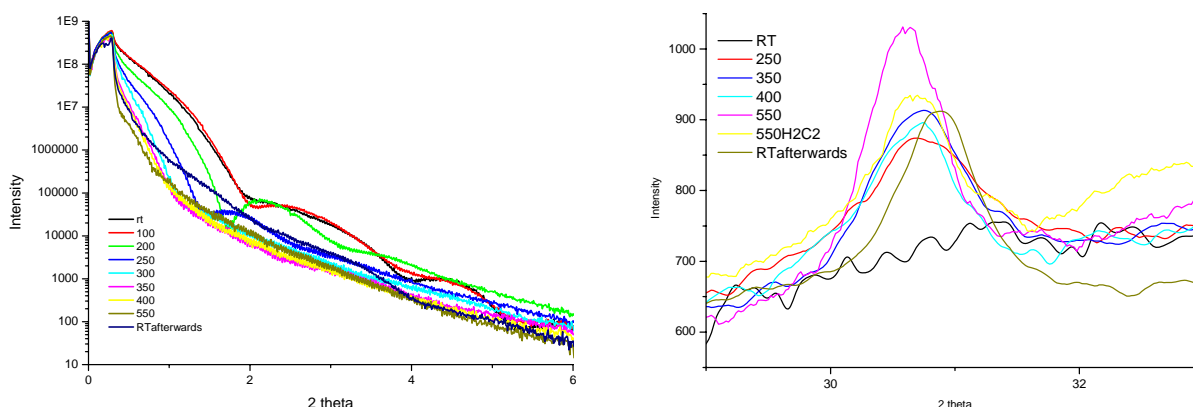 1E9
1E8
1E7
1000000
100000
10000
1000
100
10
Intensity
rt
100
200
250
300
350
400
550
RTafterwards
0 2 4 6
2 theta
1000
900
800
700
600
Intensity
RT
250
350
400
550
550H2C2
RTafterwards
30 32
2 theta